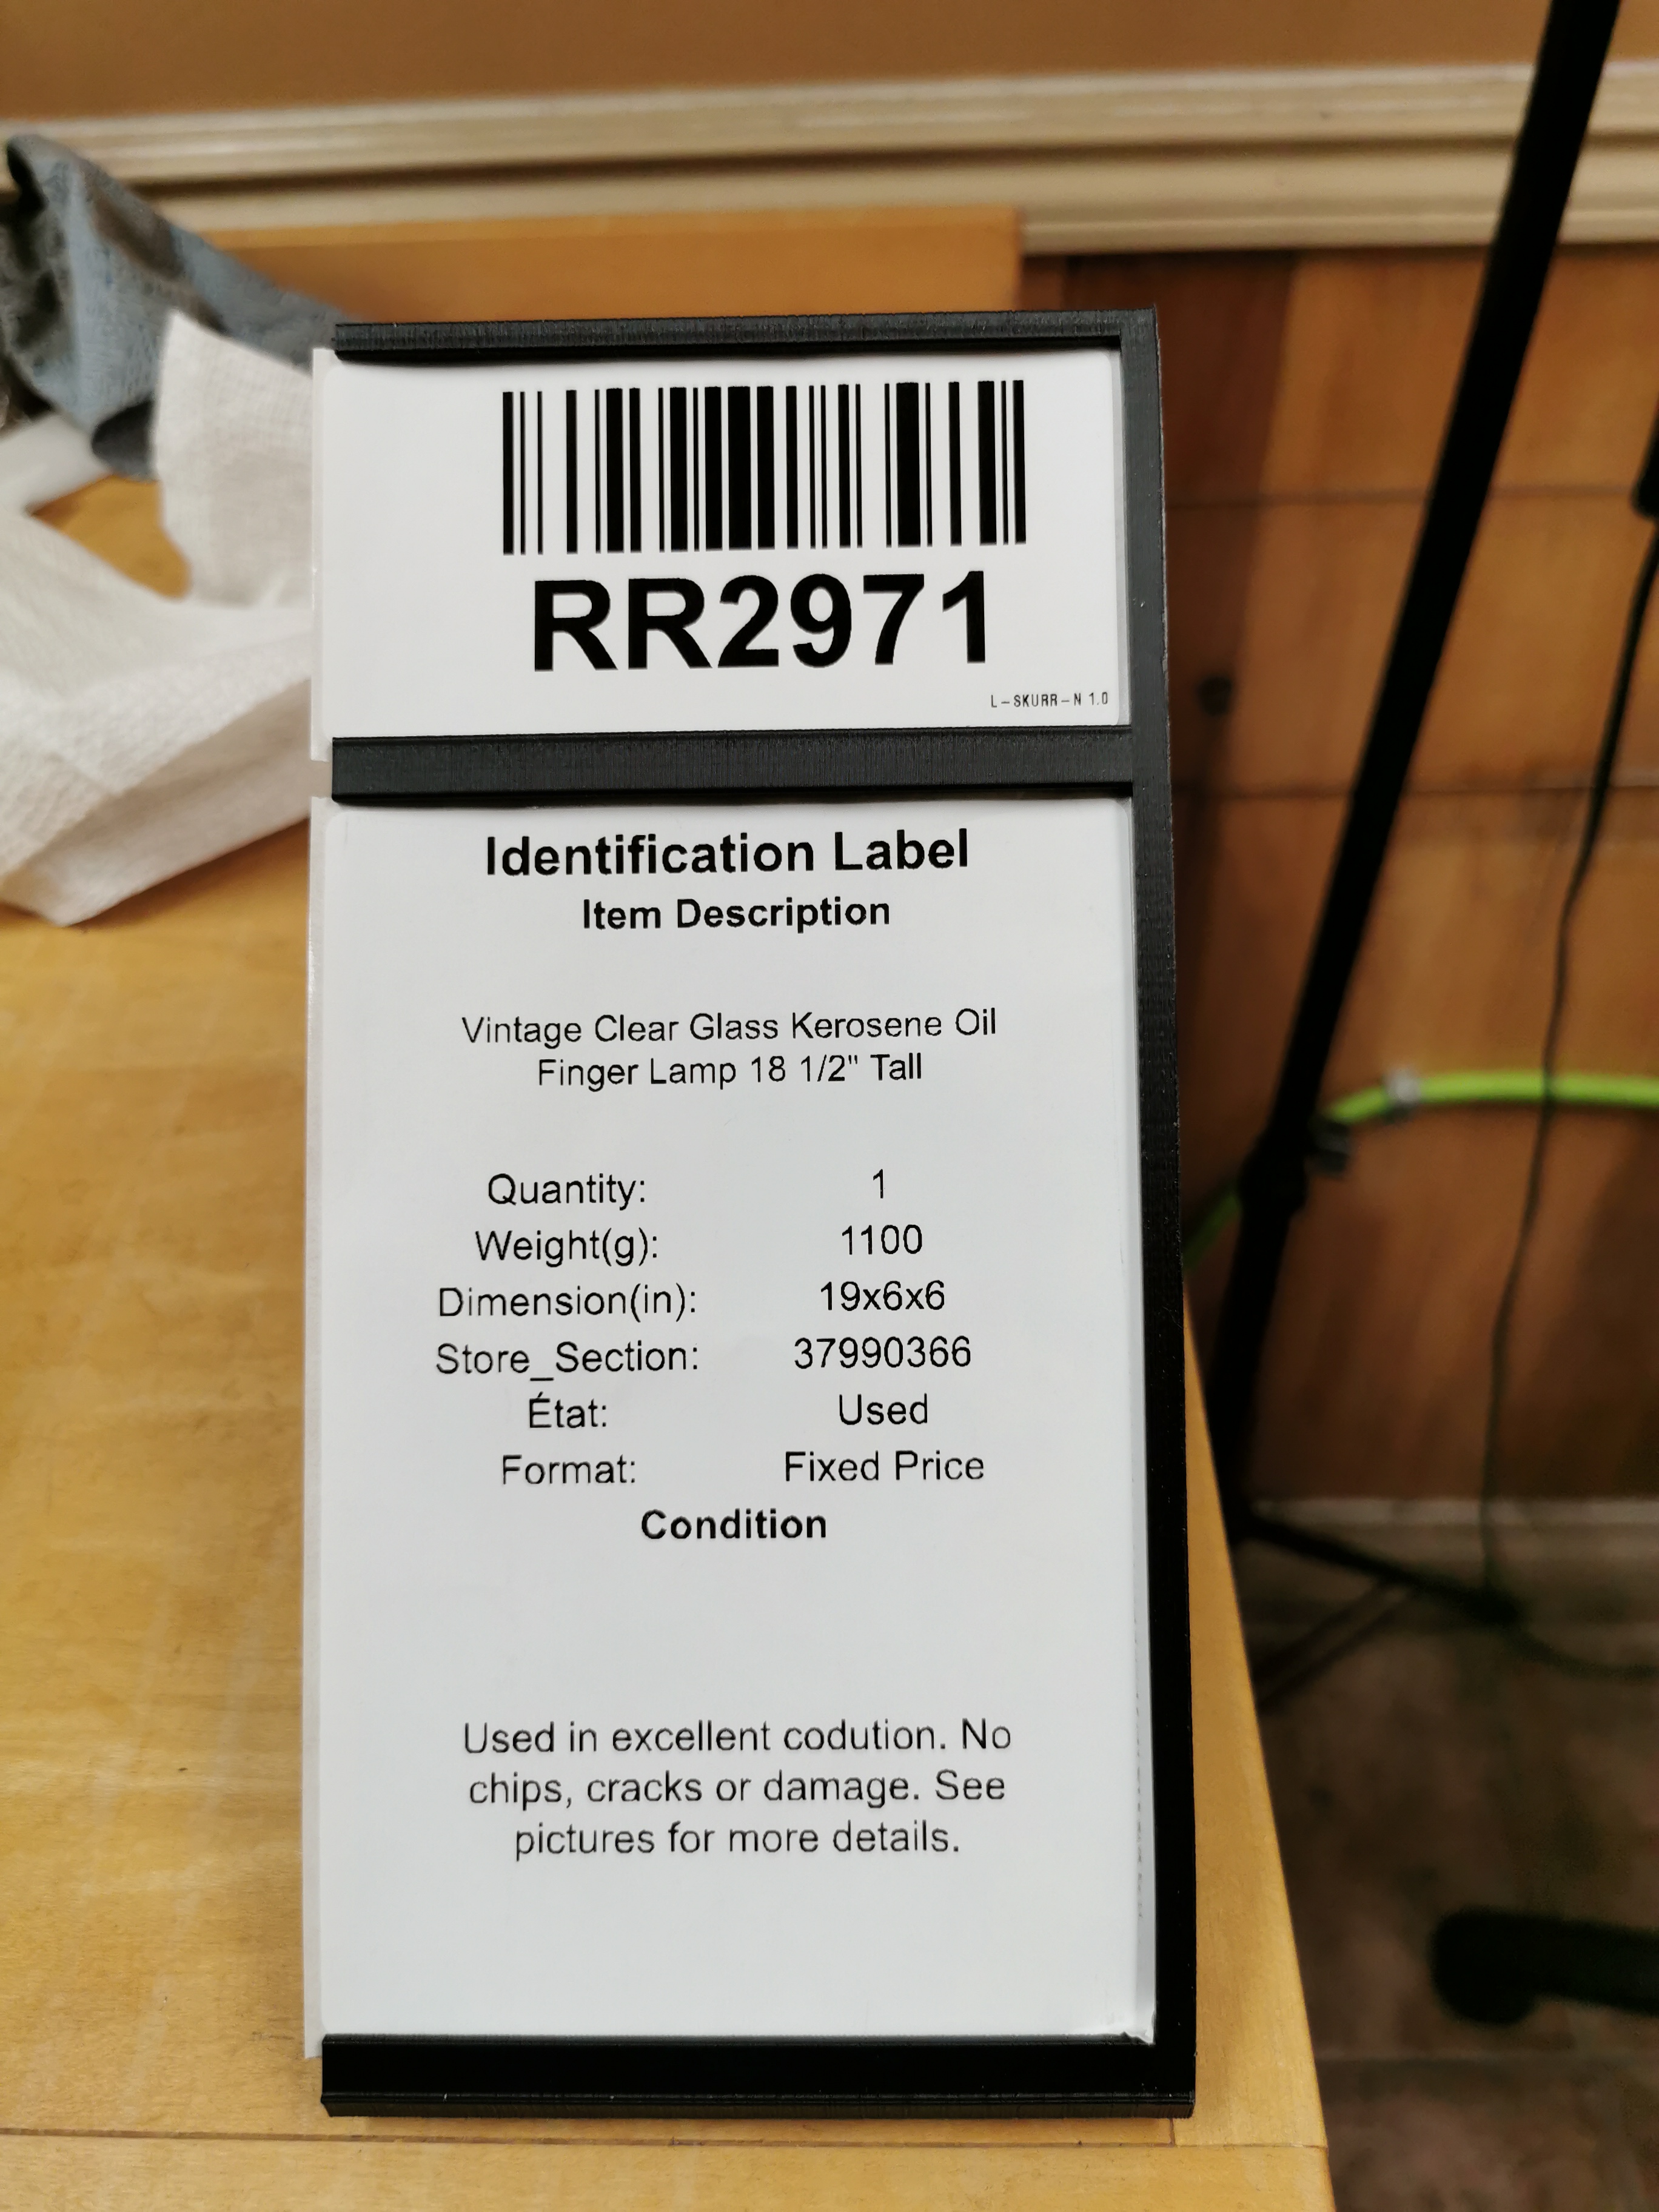 RR2971
L-SKURR-N 1.0
Identification Label
Item Description
Vintage Clear Glass Kerosene Oil
Finger Lamp 18 1/2" Tall
Quantity: 1
Weight(g): 1100
Dimension(in): 19x6x6
Store_Section: 37990366
État: Used
Format: Fixed Price
Condition
Used in excellent codution. No
chips, cracks or damage. See
pictures for more details.